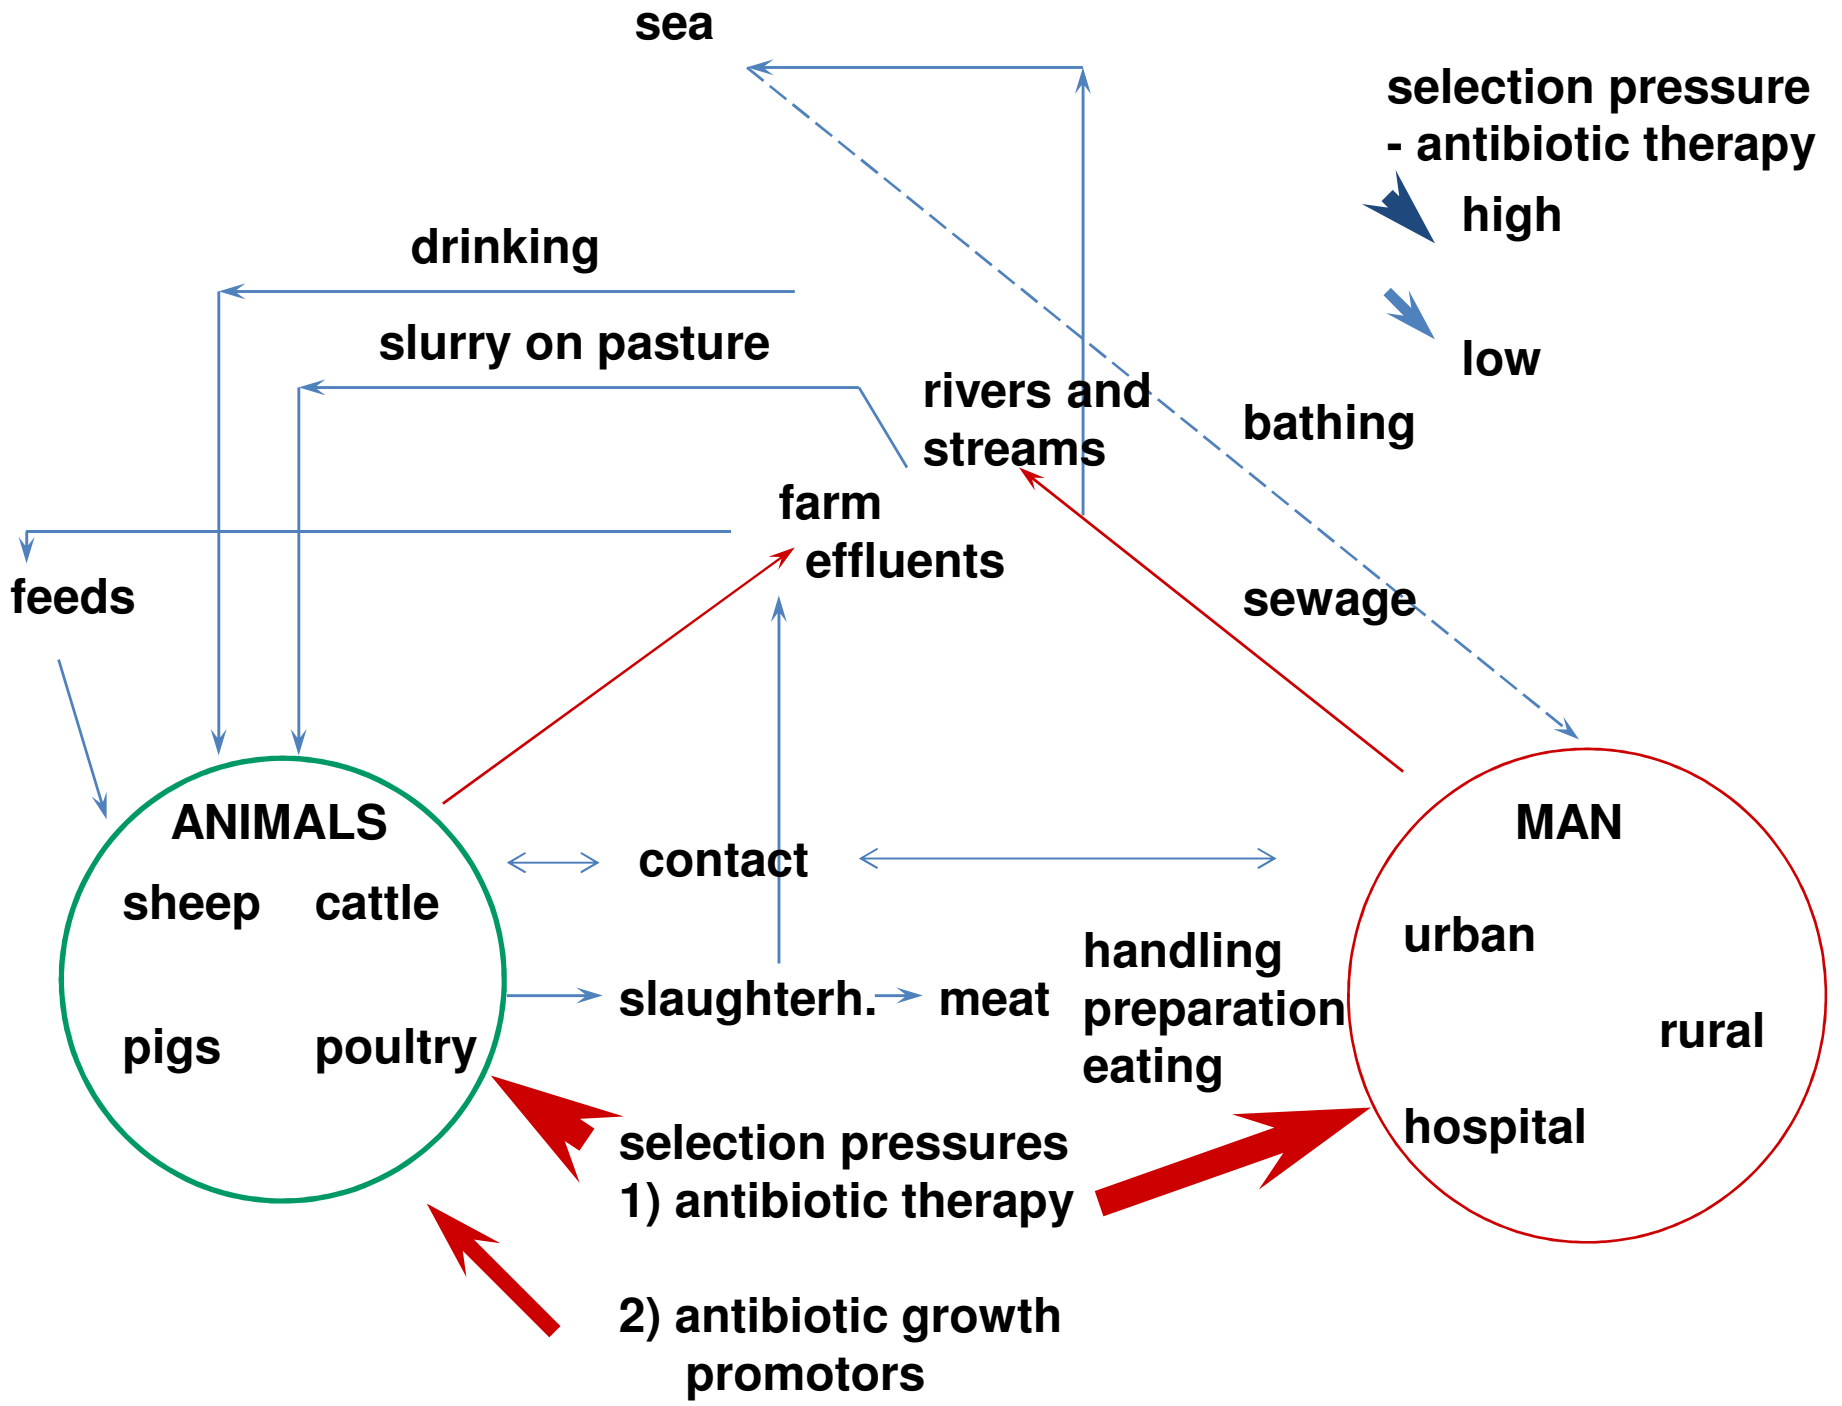 sea
selection pressure
- antibiotic therapy
high
low
drinking
slurry on pasture
rivers and
streams
bathing
farm
effluents
feeds
sewage
ANIMALS
sheep cattle
pigs poultry
contact
slaughterh. meat
handling
preparation
eating
MAN
urban
rural
hospital
selection pressures
1) antibiotic therapy
2) antibiotic growth
promotors